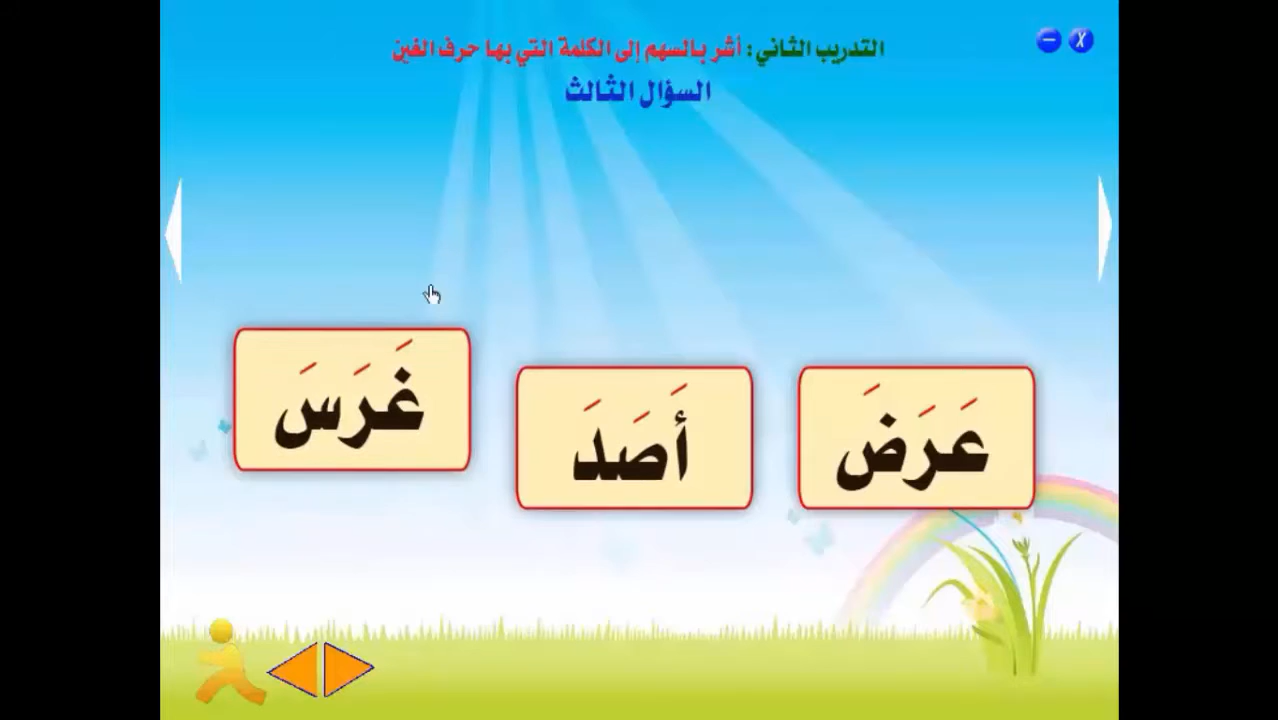 التدريب الثاني : أشر بالسهم إلى الكلمة التي بها حرف الغين
السؤال الثالث
عَرَضَ
أَصَدَ
غَرَسَ